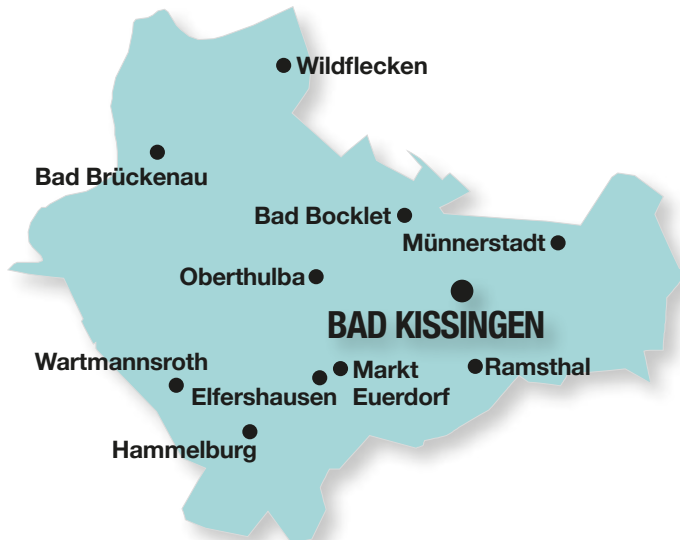 Wildflecken
Bad Brückenau
Bad Bocklet
Münnerstadt
Oberthulba
BAD KISSINGEN
Wartmannsroth
Markt
Ramsthal
Elfershausen
Euerdorf
Hammelburg